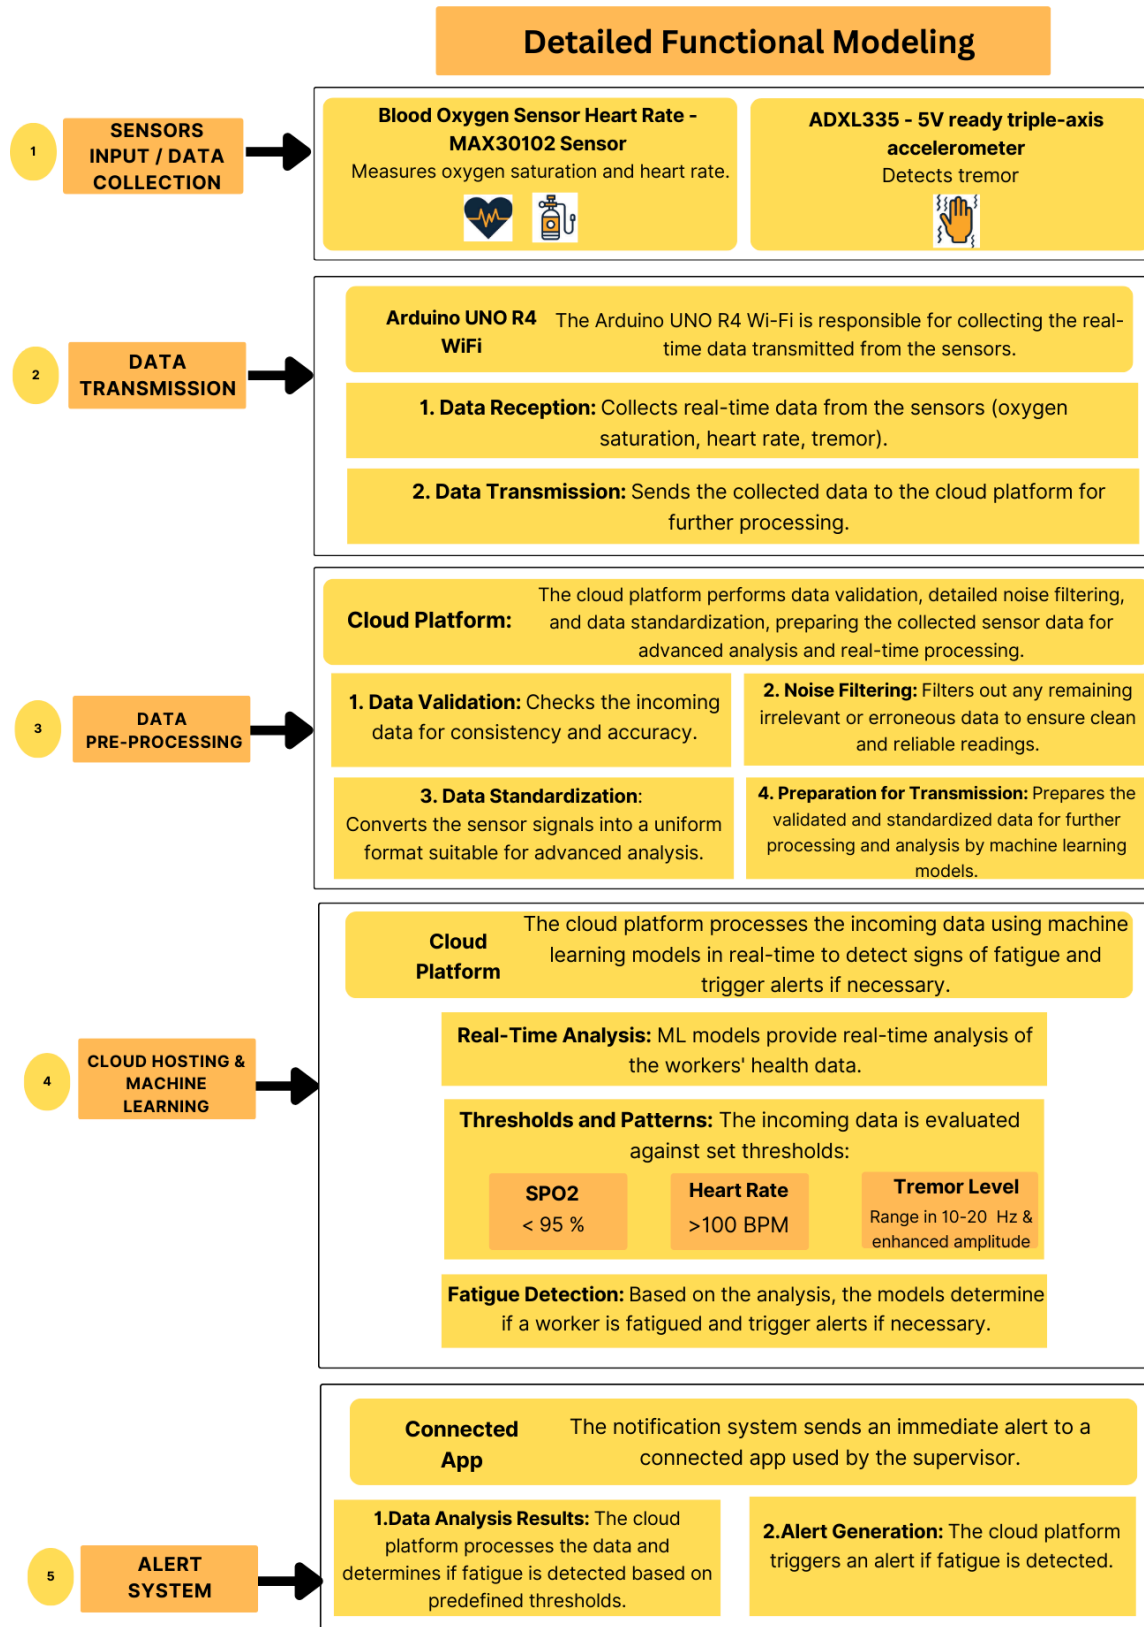 Detailed Functional Modeling
1
SENSORS
INPUT / DATA
COLLECTION
Blood Oxygen Sensor Heart Rate -
MAX30102 Sensor
Measures oxygen saturation and heart rate.
ADXL335 - 5V ready triple-axis
accelerometer
Detects tremor
2
DATA
TRANSMISSION
Arduino UNO R4
WiFi
The Arduino UNO R4 Wi-Fi is responsible for collecting the real-
time data transmitted from the sensors.
1. Data Reception: Collects real-time data from the sensors (oxygen
saturation, heart rate, tremor).
2. Data Transmission: Sends the collected data to the cloud platform for
further processing.
3
DATA
PRE-PROCESSING
Cloud Platform:
The cloud platform performs data validation, detailed noise filtering,
and data standardization, preparing the collected sensor data for
advanced analysis and real-time processing.
1. Data Validation: Checks the incoming
data for consistency and accuracy.
2. Noise Filtering: Filters out any remaining
irrelevant or erroneous data to ensure clean
and reliable readings.
3. Data Standardization:
Converts the sensor signals into a uniform
format suitable for advanced analysis.
4. Preparation for Transmission: Prepares the
validated and standardized data for further
processing and analysis by machine learning
models.
4
CLOUD HOSTING &
MACHINE
LEARNING
Cloud
Platform
The cloud platform processes the incoming data using machine
learning models in real-time to detect signs of fatigue and
trigger alerts if necessary.
Real-Time Analysis: ML models provide real-time analysis of
the workers' health data.
Thresholds and Patterns: The incoming data is evaluated
against set thresholds:
SPO2
< 95 %
Heart Rate
>100 BPM
Tremor Level
Range in 10-20 Hz &
enhanced amplitude
Fatigue Detection: Based on the analysis, the models determine
if a worker is fatigued and trigger alerts if necessary.
5
ALERT
SYSTEM
Connected
App
The notification system sends an immediate alert to a
connected app used by the supervisor.
1.Data Analysis Results: The cloud
platform processes the data and
determines if fatigue is detected based on
predefined thresholds.
2.Alert Generation: The cloud platform
triggers an alert if fatigue is detected.